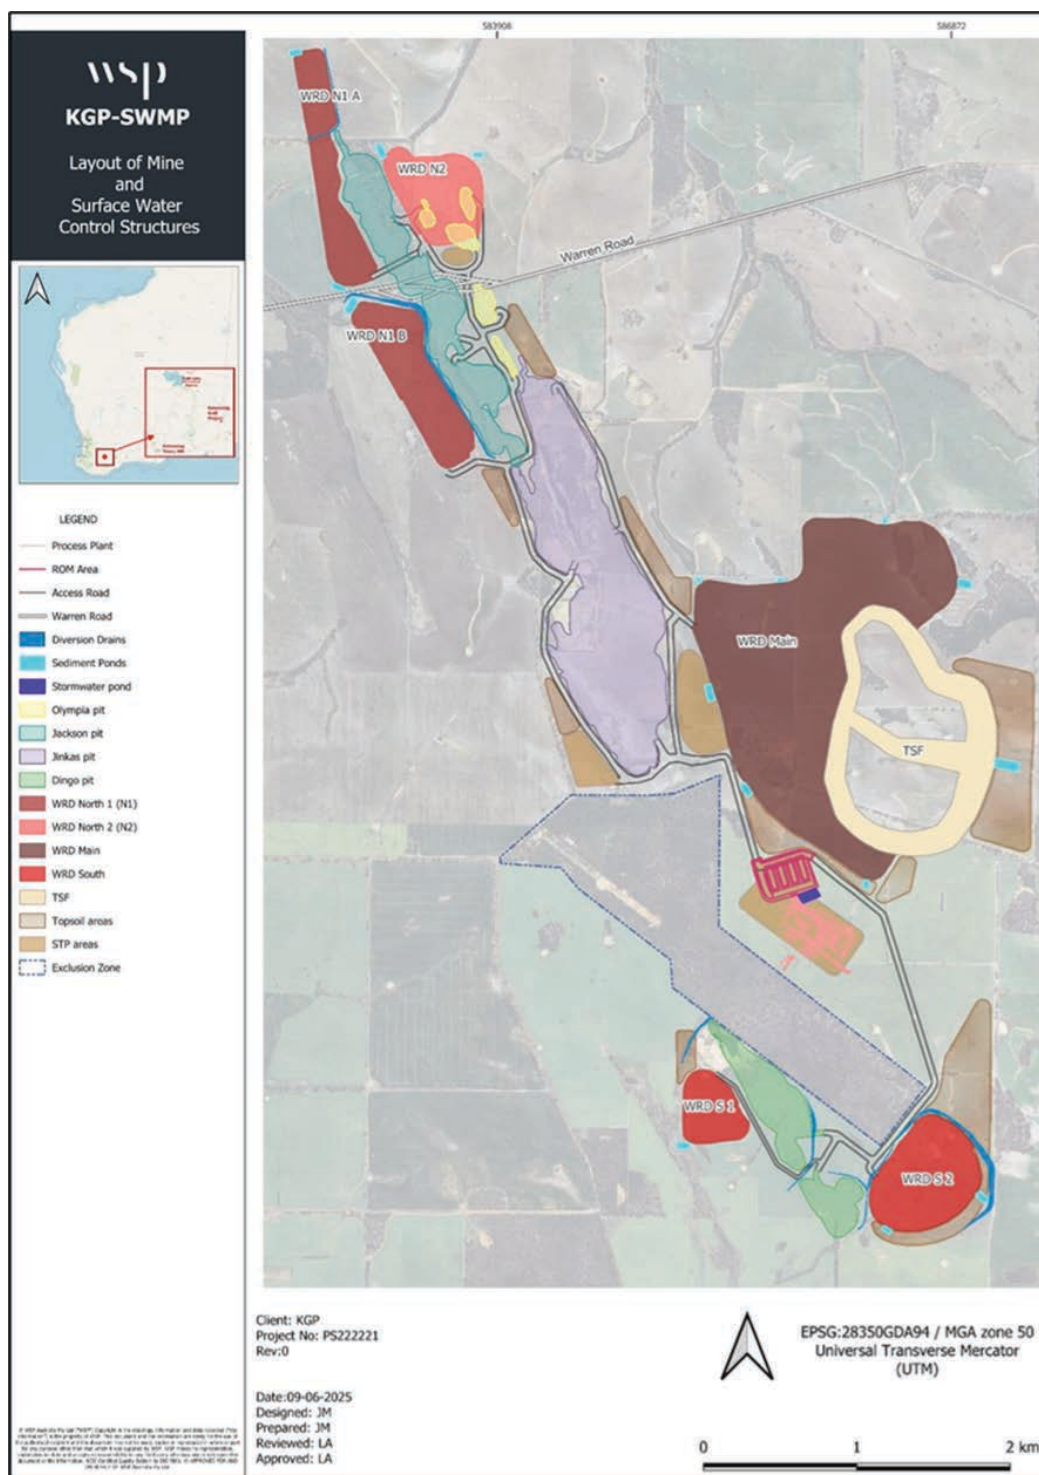 583908
586872
wsp
KGP-SWMP
Layout of Mine
and
Surface Water
Control Structures
LEGEND
Process Plant
ROM Area
Access Road
Warren Road
Diversion Drains
Sediment Ponds
Stormwater pond
Olympia pit
Jackson pit
Jinkas pit
Dingo pit
WRD North 1 (N1)
WRD North 2 (N2)
WRD Main
WRD South
TSF
Topsoil areas
STP areas
Exclusion Zone
WRD N1 A
WRD N2
Warren Road
WRD N1 B
WRD Main
TSF
WRD S 1
WRD S 2
Client: KGP
Project No: PS222221
Rev:0
Date:09-06-2025
Designed: JM
Prepared: JM
Reviewed: LA
Approved: LA
EPSG:28350GDA94 / MGA zone 50
Universal Transverse Mercator
(UTM)
0 1 2 km